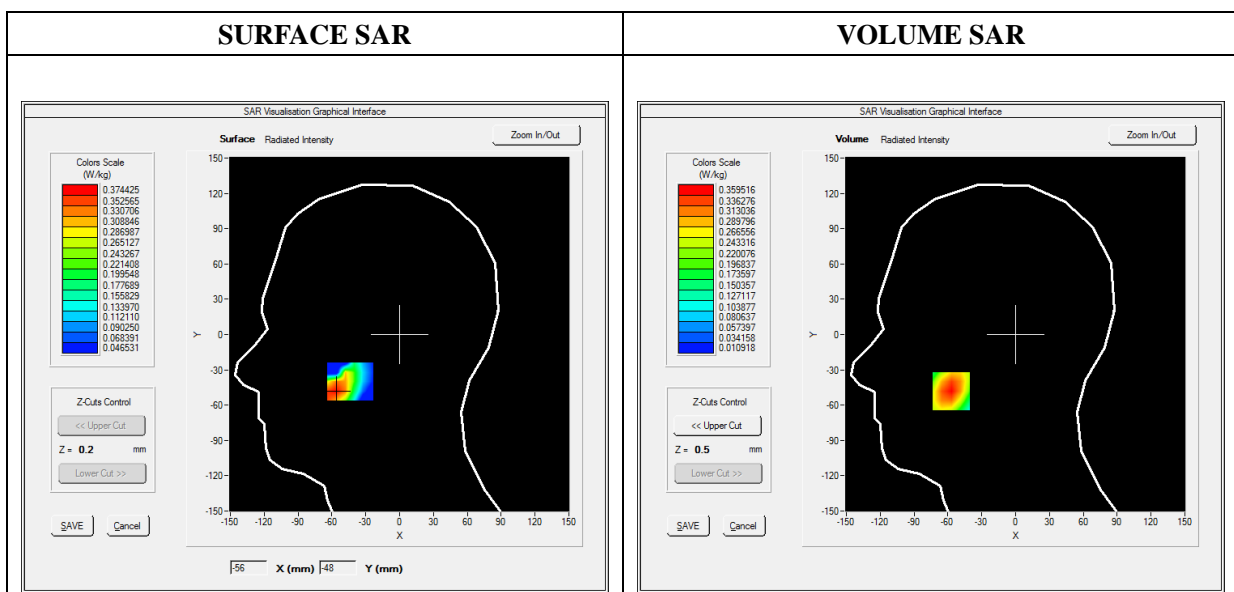 SURFACE SAR
VOLUME SAR
SAR Visualisation Graphical Interface
Surface Radiated Intensity
Zoom In/Out
Colors Scale
(W/kg)
0.374425
0.352565
0.330706
0.308846
0.286987
0.265127
0.243267
0.221408
0.199548
0.177689
0.155829
0.133970
0.112110
0.090250
0.068391
0.046531
Z-Cuts Control
<< Upper Cut
Z = 0.2 mm
Lower Cut >>
SAVE Cancel
150
120
90
60
30
0
-30
-60
-90
-120
-150
Y
-150 -120 -90 -60 -30 0 30 60 90 120 150
X
-56 X (mm) -48 Y (mm)
SAR Visualisation Graphical Interface
Volume Radiated Intensity
Zoom In/Out
Colors Scale
(W/kg)
0.359516
0.336276
0.313036
0.289796
0.266556
0.243316
0.220076
0.196837
0.173597
0.150357
0.127117
0.103877
0.080637
0.057397
0.034158
0.010918
Z-Cuts Control
<< Upper Cut
Z = 0.5 mm
Lower Cut >>
SAVE Cancel
150
120
90
60
30
0
-30
-60
-90
-120
-150
Y
-150 -120 -90 -60 -30 0 30 60 90 120 150
X